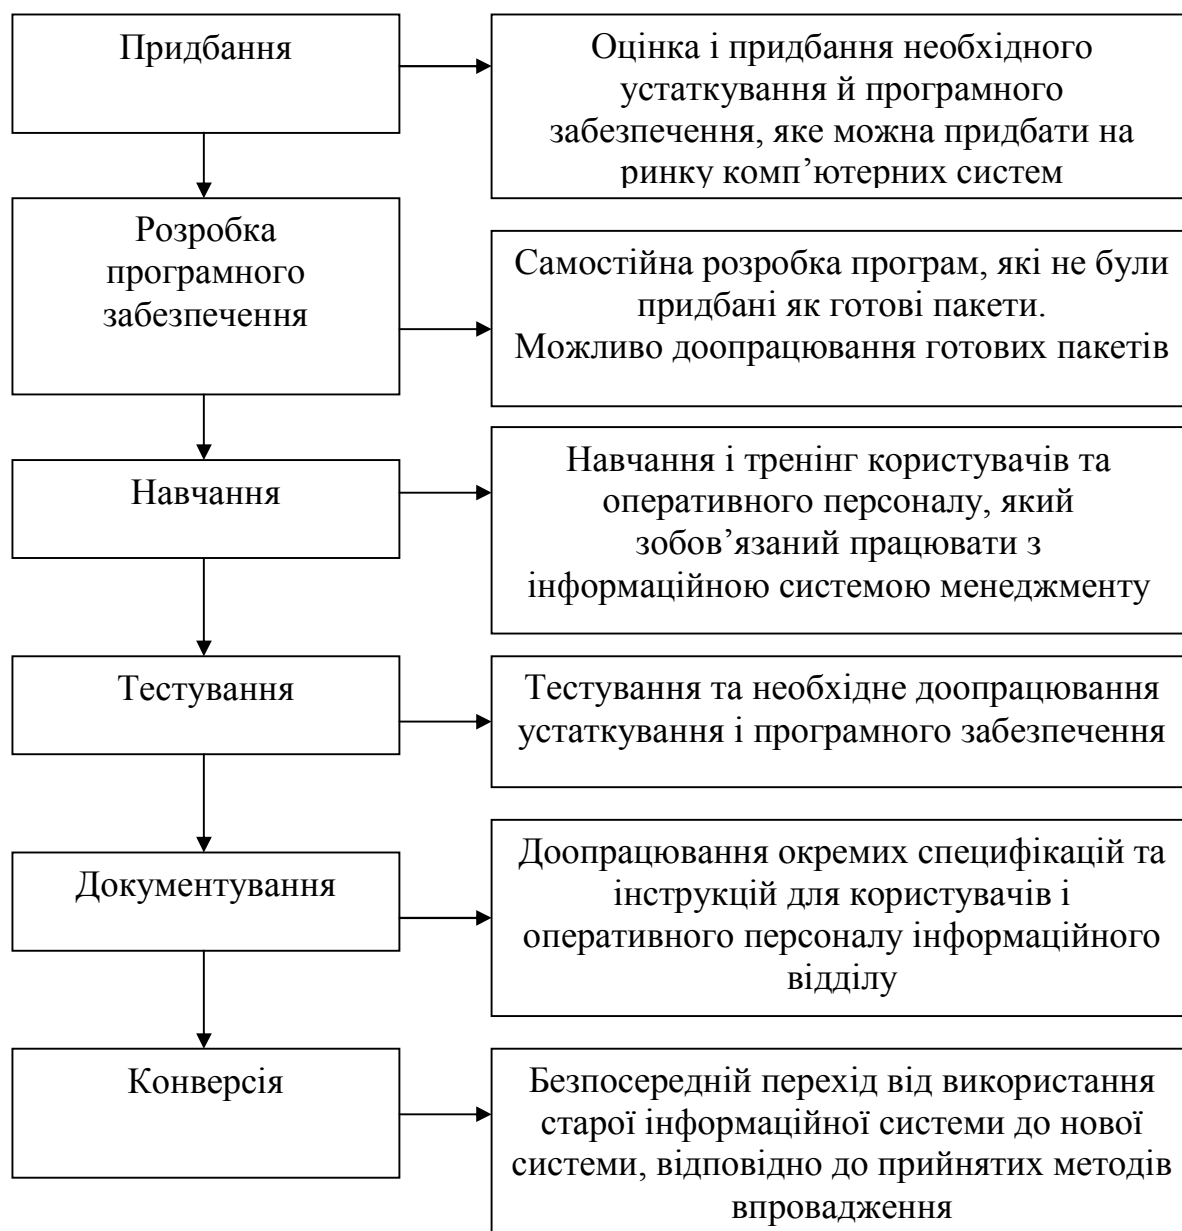 Придбання
Оцінка і придбання необхідного
устаткування й програмного
забезпечення, яке можна придбати на
ринку комп’ютерних систем
Розробка
програмного
забезпечення
Самостійна розробка програм, які не були
придбані як готові пакети.
Можливо доопрацювання готових пакетів
Навчання
Навчання і тренінг користувачів та
оперативного персоналу, який
зобов’язаний працювати з
інформаційною системою менеджменту
Тестування
Тестування та необхідне доопрацювання
устаткування і програмного забезпечення
Документування
Доопрацювання окремих специфікацій та
інструкцій для користувачів і
оперативного персоналу інформаційного
відділу
Конверсія
Безпосередній перехід від використання
старої інформаційної системи до нової
системи, відповідно до прийнятих методів
впровадження